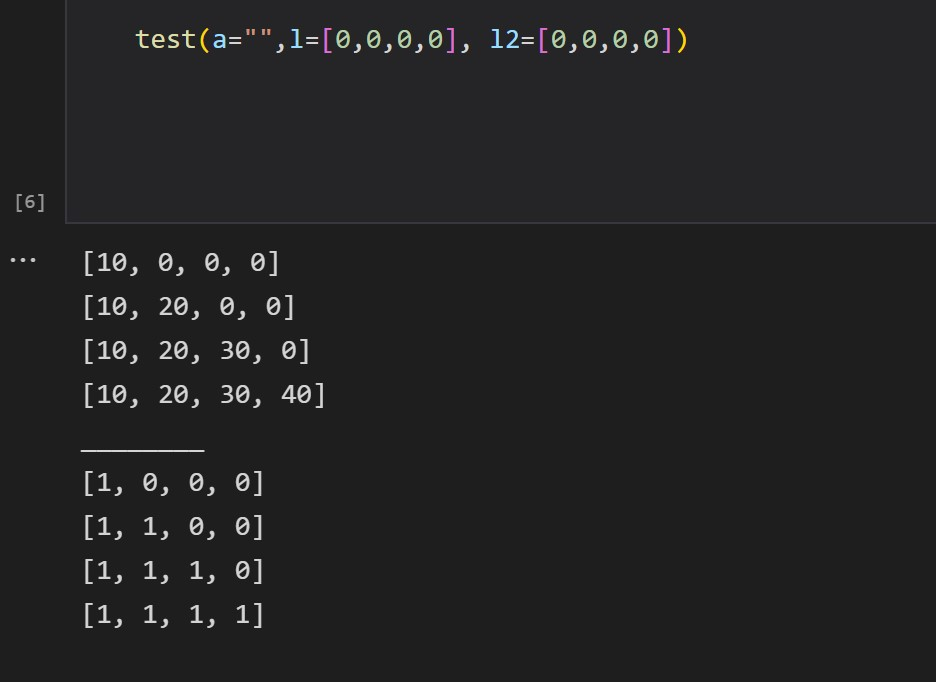 test(a="",l=[0,0,0,0], l2=[0,0,0,0])
[6]
...
[10, 0, 0, 0]
[10, 20, 0, 0]
[10, 20, 30, 0]
[10, 20, 30, 40]
________
[1, 0, 0, 0]
[1, 1, 0, 0]
[1, 1, 1, 0]
[1, 1, 1, 1]